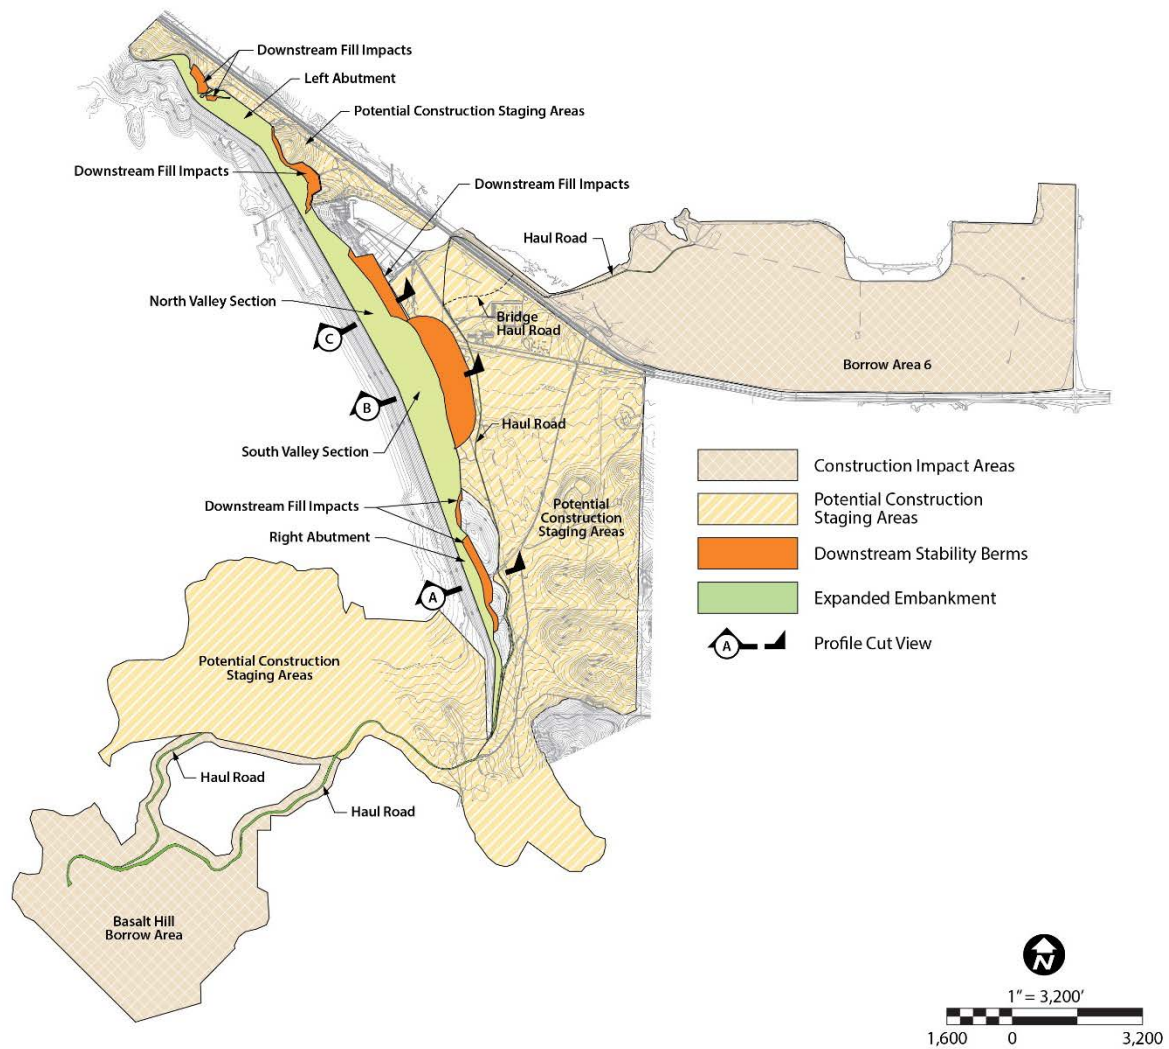 Downstream Fill Impacts
Left Abutment
Potential Construction Staging Areas
Downstream Fill Impacts
Downstream Fill Impacts
Haul Road
North Valley Section
Bridge
Haul Road
C
Borrow Area 6
B
Haul Road
South Valley Section
Construction Impact Areas
Potential Construction
Staging Areas
Downstream Fill Impacts
Potential
Construction
Staging Areas
Right Abutment
Downstream Stability Berms
A
Expanded Embankment
A
Profile Cut View
Potential Construction
Staging Areas
Haul Road
Haul Road
Basalt Hill
Borrow Area
N
1" = 3,200'
1,600 0 3,200